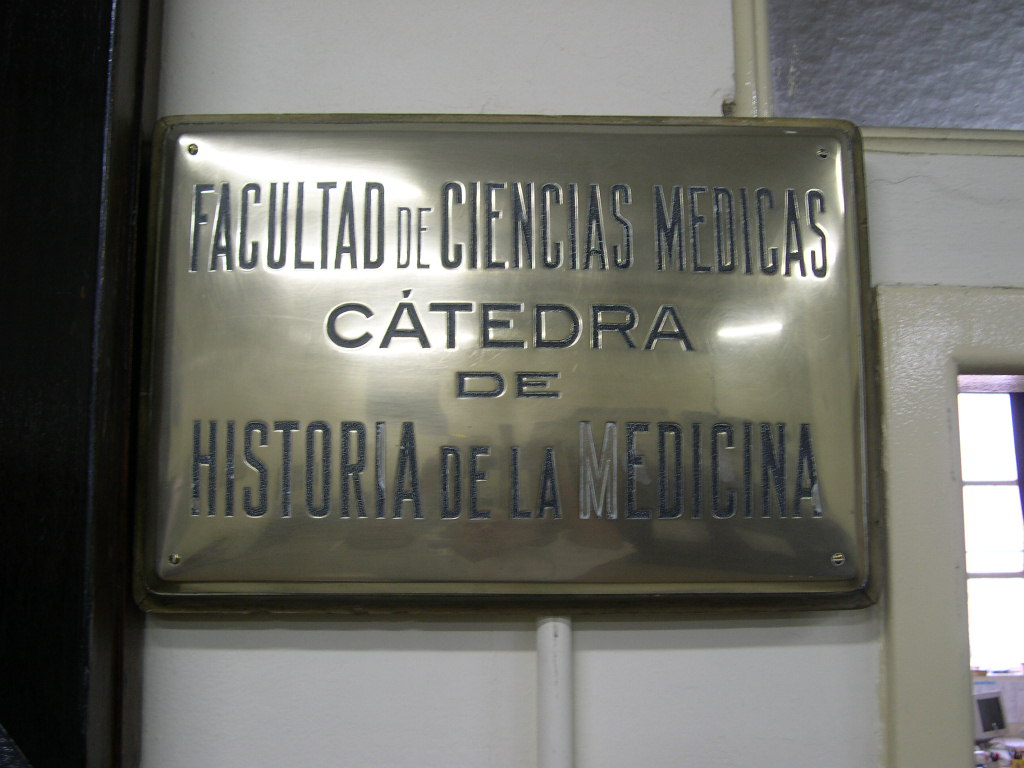 FACULTAD DE CIENCIAS MEDICAS
CÁTEDRA
DE
HISTORIA DE LA MEDICINA